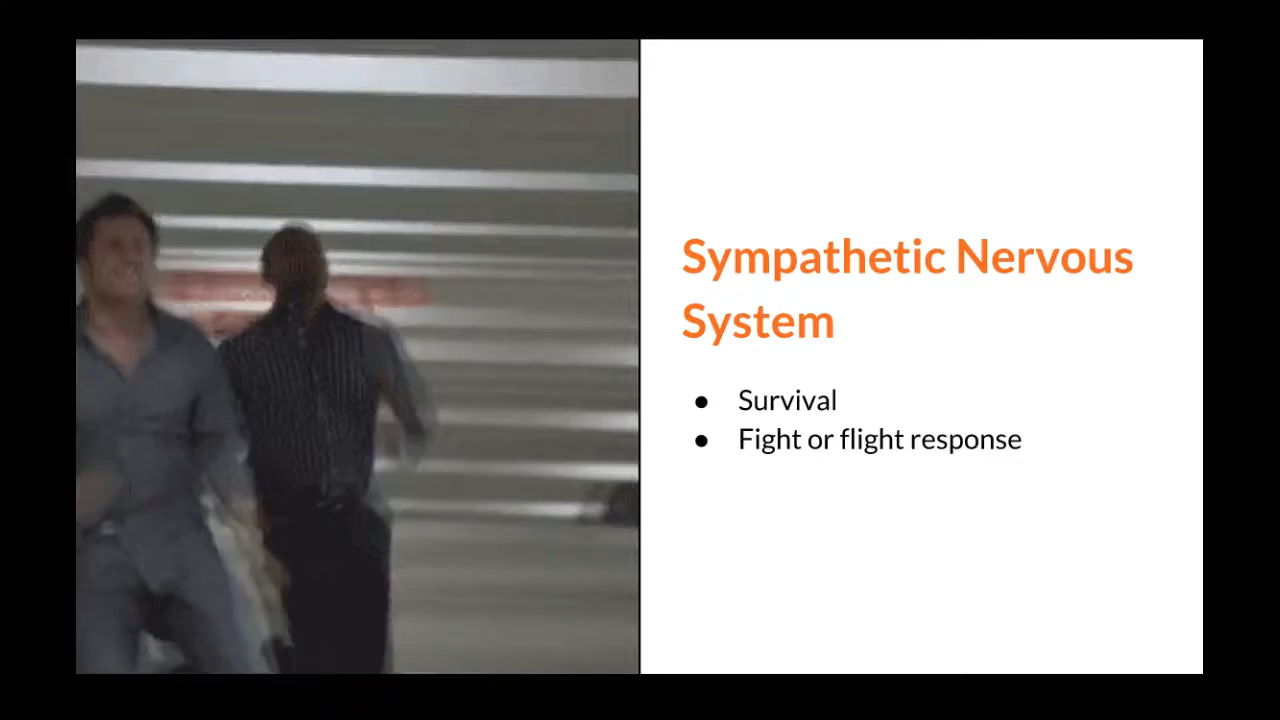 Sympathetic Nervous
System
● Survival
● Fight or flight response